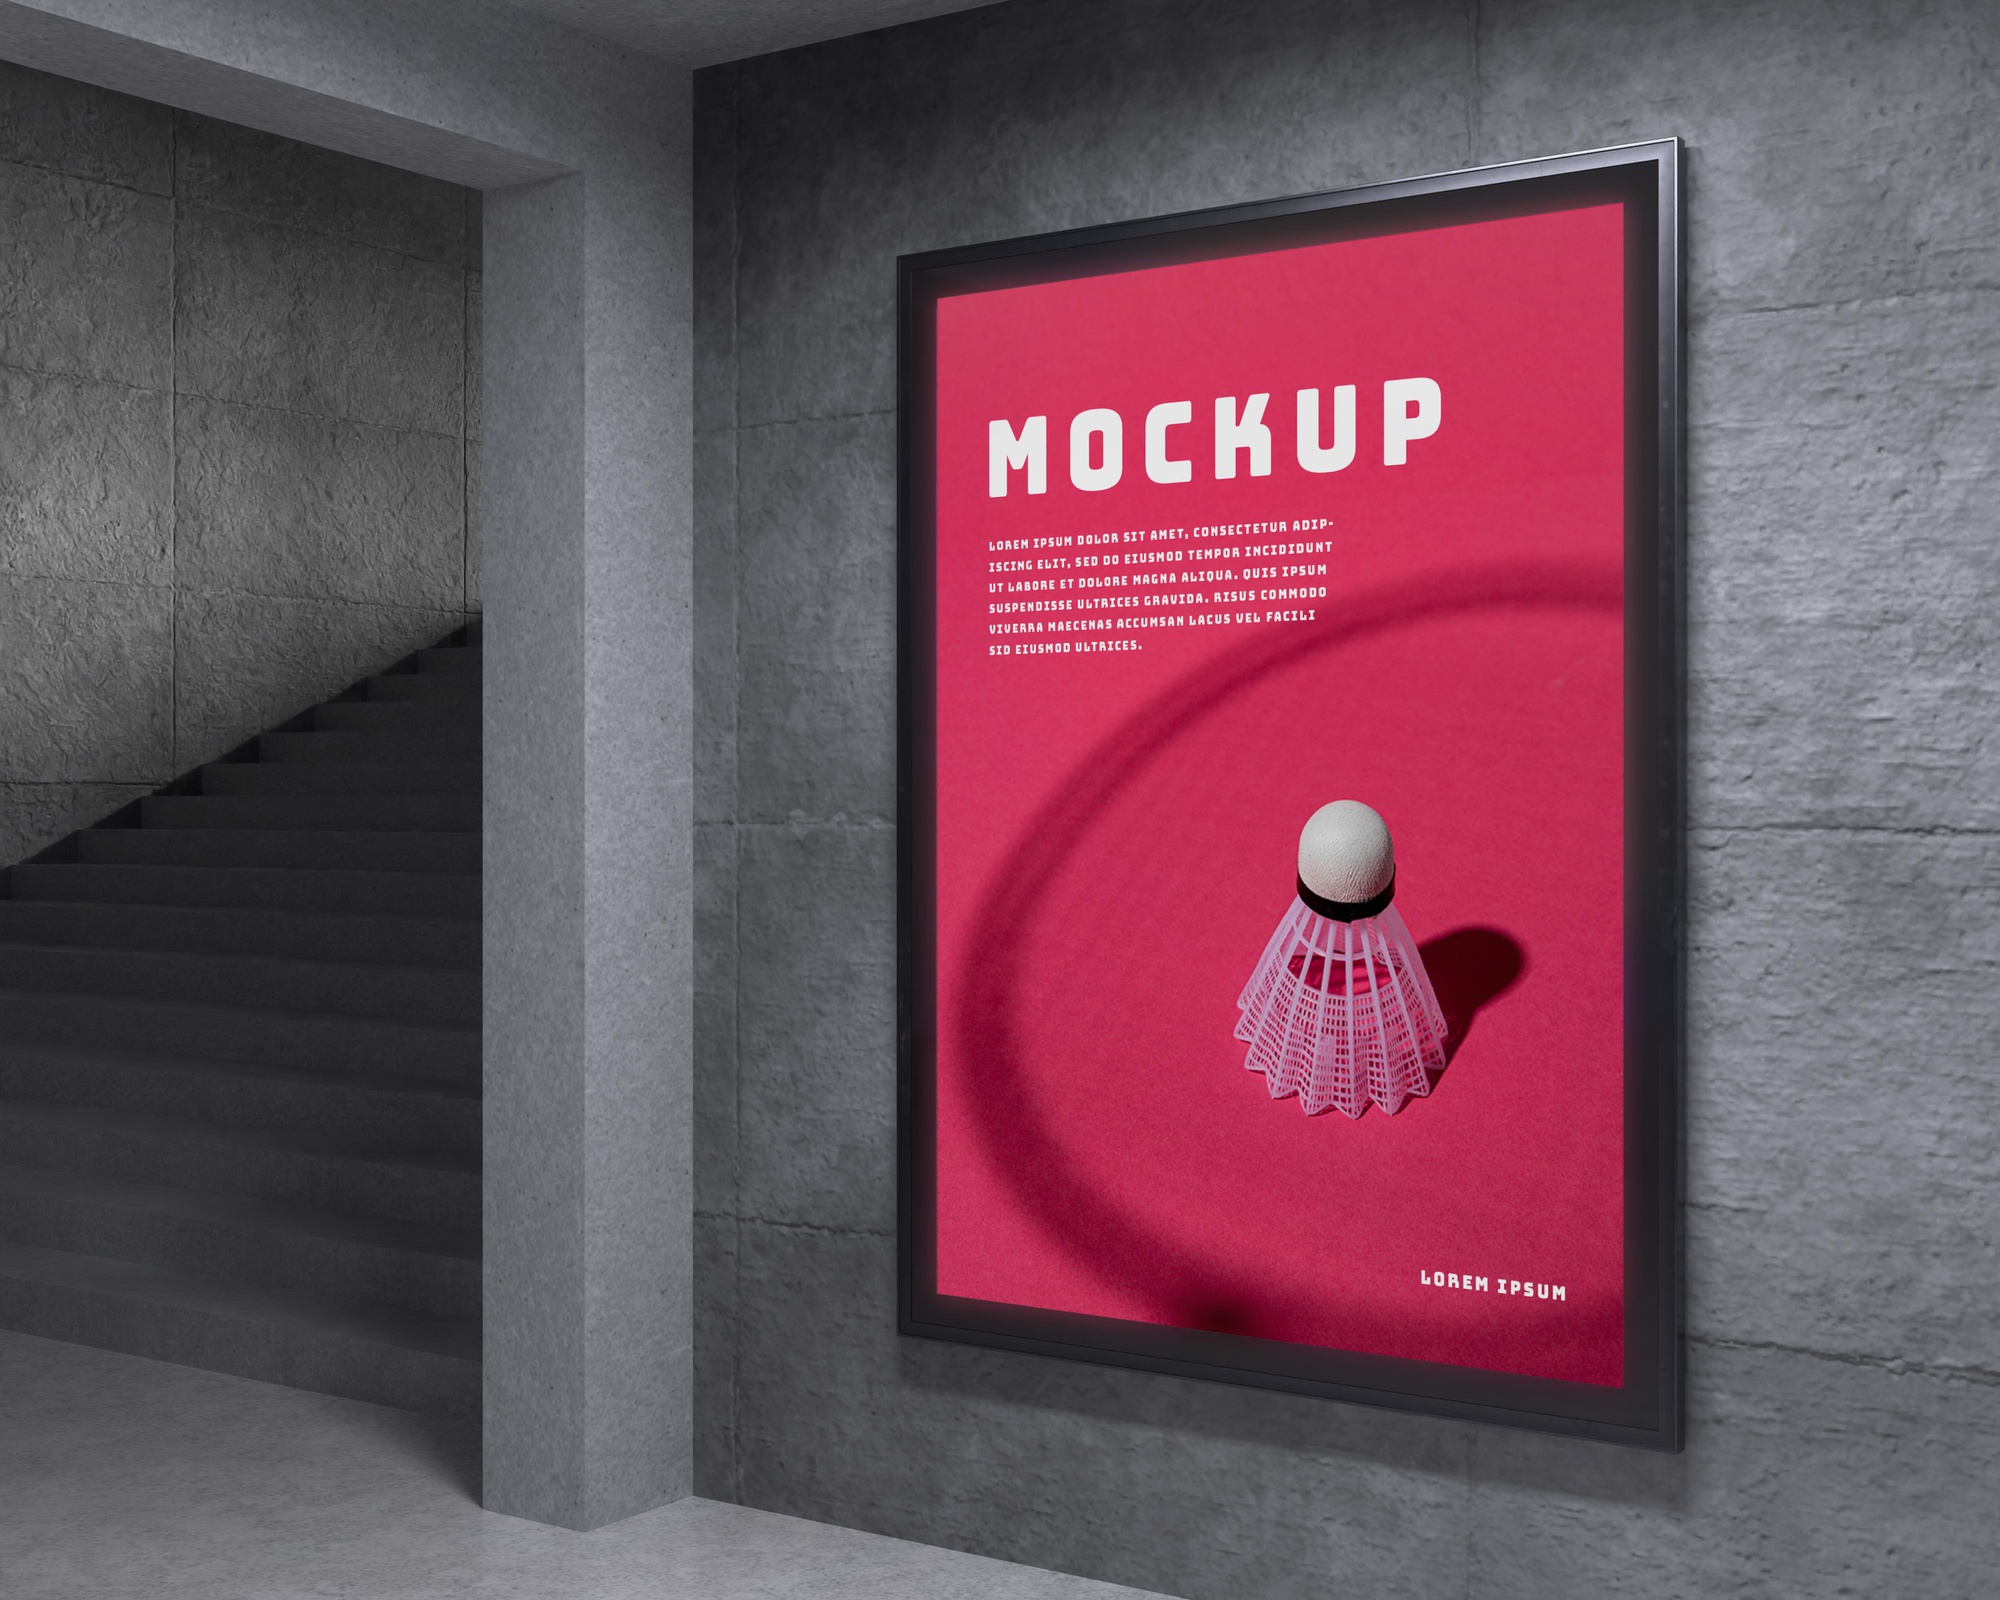 MOCKUP
LOREM IPSUM DOLOR SIT AMET, CONSECTETUR ADIP-
ISCING ELIT, SED DO EIUSMOD TEMPOR INCIDIDUNT
UT LABORE ET DOLORE MAGNA ALIQUA. QUIS IPSUM
SUSPENDISSE ULTRICES GRAVIDA. RISUS COMMODO
VIVERRA MAECENAS ACCUMSAN LACUS VEL FACILI
SID EIUSMOD ULTRICES.
LOREM IPSUM